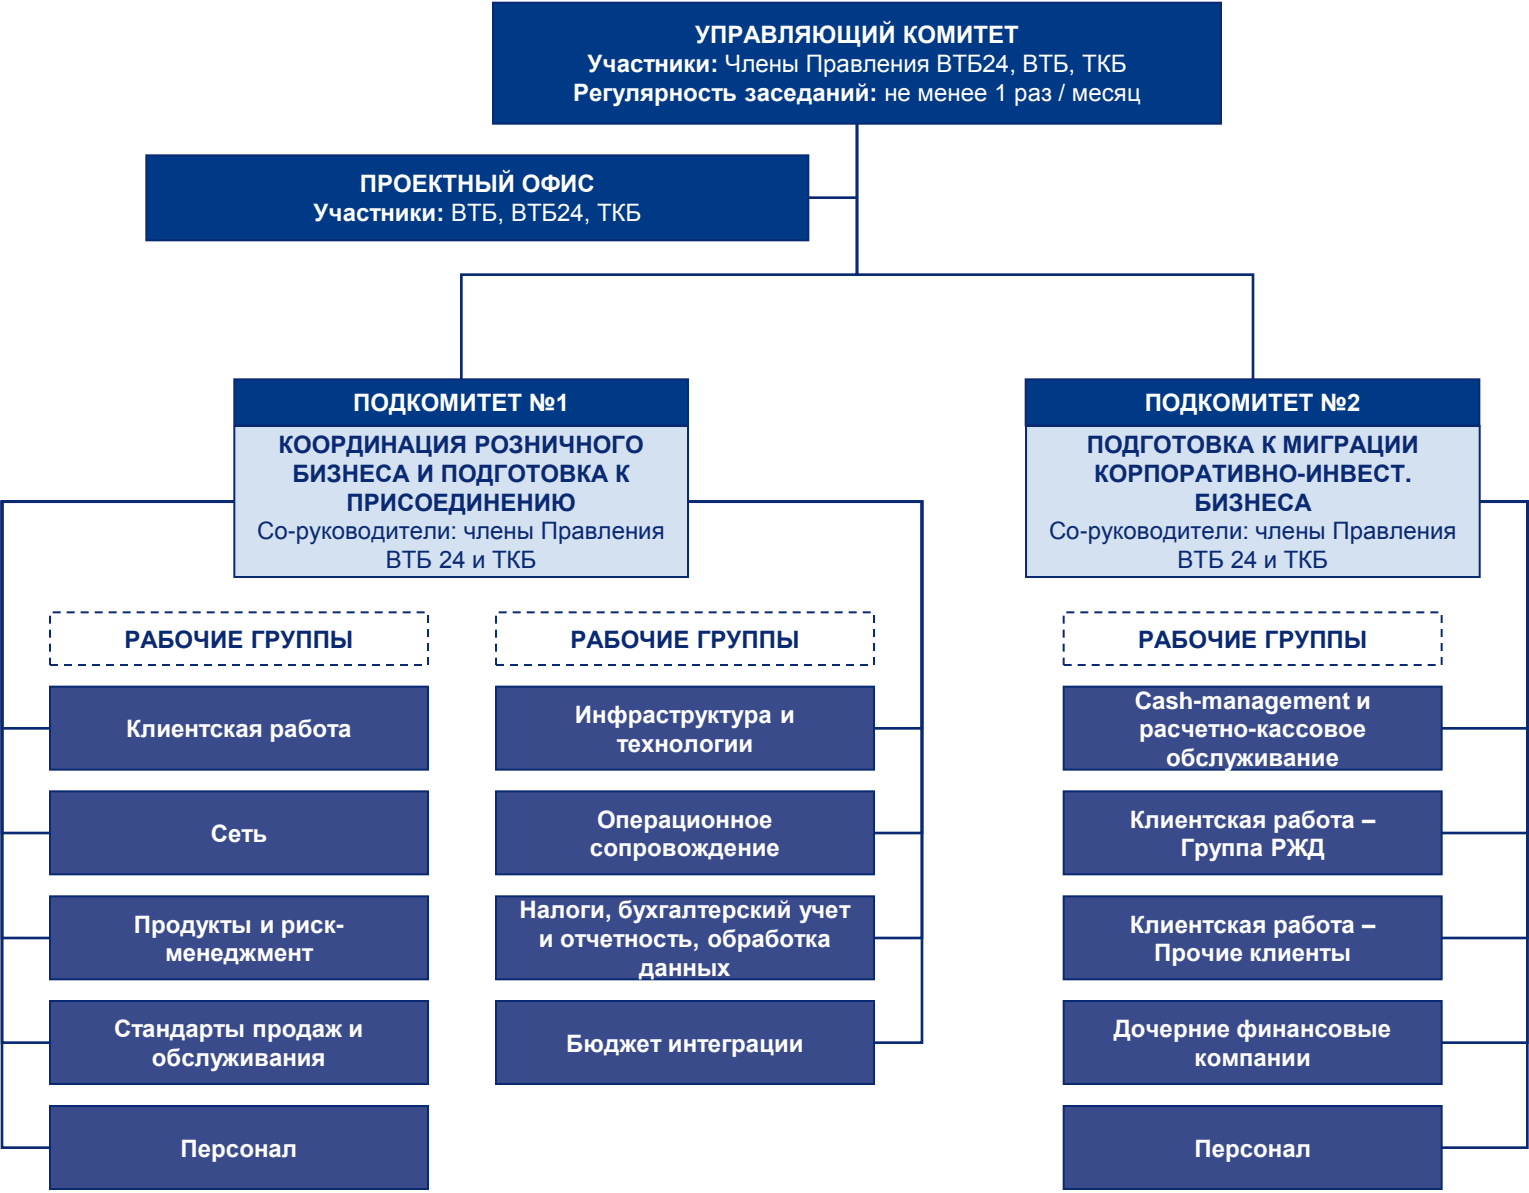 УПРАВЛЯЮЩИЙ КОМИТЕТ
Участники: Члены Правления ВТБ24, ВТБ, ТКБ
Регулярность заседаний: не менее 1 раз / месяц
ПРОЕКТНЫЙ ОФИС
Участники: ВТБ, ВТБ24, ТКБ
ПОДКОМИТЕТ №1
КООРДИНАЦИЯ РОЗНИЧНОГО
БИЗНЕСА И ПОДГОТОВКА К
ПРИСОЕДИНЕНИЮ
Со-руководители: члены Правления
ВТБ 24 и ТКБ
РАБОЧИЕ ГРУППЫ
Клиентская работа
Сеть
Продукты и риск-
менеджмент
Стандарты продаж и
обслуживания
Персонал
РАБОЧИЕ ГРУППЫ
Инфраструктура и
технологии
Операционное
сопровождение
Налоги, бухгалтерский учет
и отчетность, обработка
данных
Бюджет интеграции
ПОДКОМИТЕТ №2
ПОДГОТОВКА К МИГРАЦИИ
КОРПОРАТИВНО-ИНВЕСТ.
БИЗНЕСА
Со-руководители: члены Правления
ВТБ 24 и ТКБ
РАБОЧИЕ ГРУППЫ
Cash-management и
расчетно-кассовое
обслуживание
Клиентская работа –
Группа РЖД
Клиентская работа –
Прочие клиенты
Дочерние финансовые
компании
Персонал